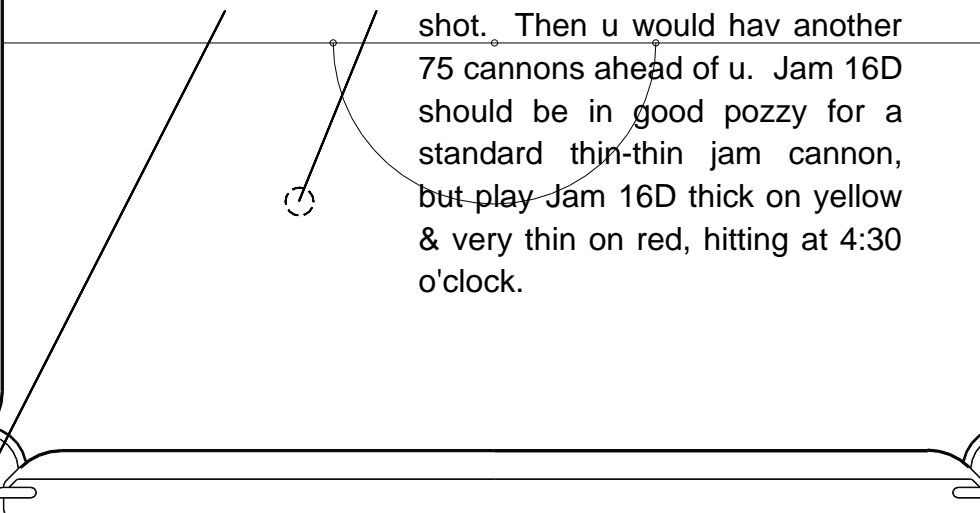 shot.  Then u would hav another
75 cannons ahead of u.  Jam 16D
should be in good pozzy for a
standard thin-thin jam cannon,
but play Jam 16D thick on yellow
& very thin on red, hitting at 4:30
o'clock.